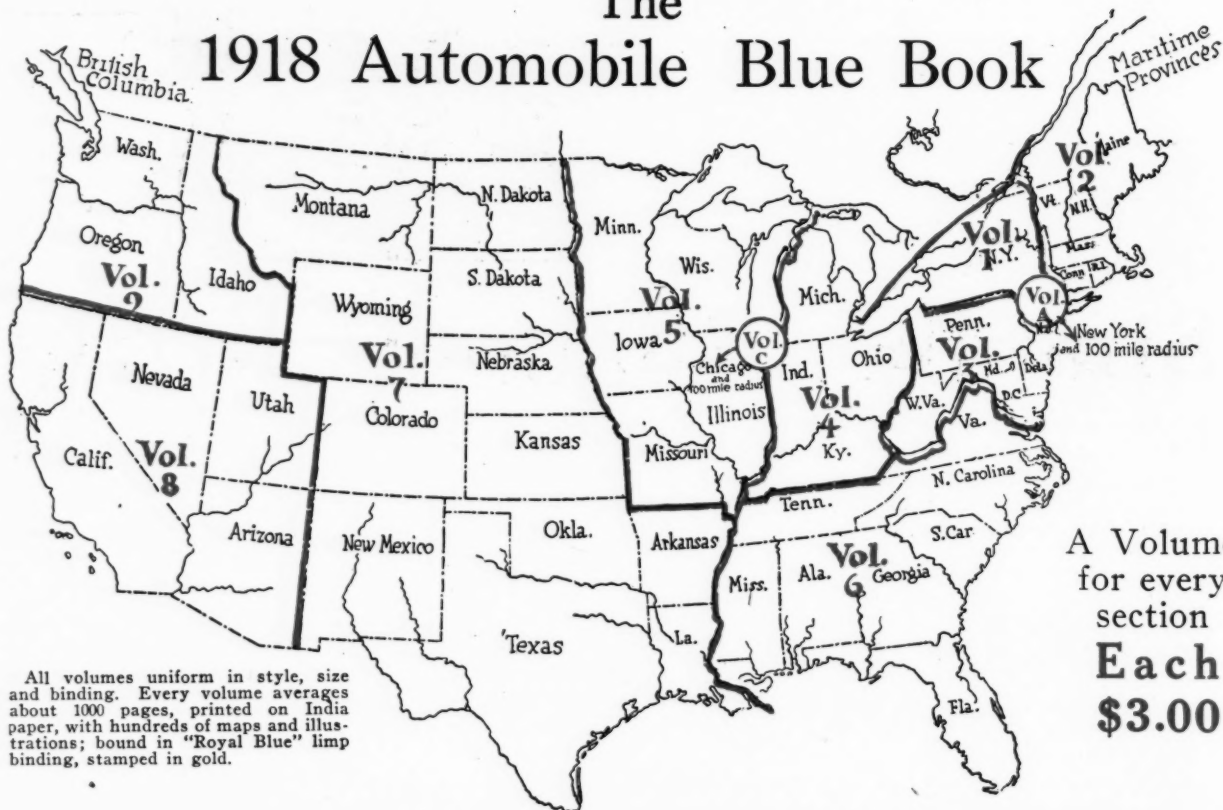 The
1918 Automobile Blue Book
British
Columbia
Maritime
Provinces
Wash.
Montana
N. Dakota
Minn.
Maine
Vol.
2
Vt.
N.H.
Oregon
Vol.
9
Idaho
S. Dakota
Wis.
Mich.
Vol.
1
N.Y.
Mass
Conn
R.I.
Wyoming
Vol.
7
Nebraska
Iowa
Vol.
5
Vol.
C
Chicago
and
100 mile radius
Ind.
Ohio
Penn.
Vol.
3
Md.
Dela
D.C.
Vol.
A
N.J.
New York
and 100 mile radius
Nevada
Utah
Colorado
Kansas
Missouri
Illinois
Vol.
4
Ky.
W.Va.
Va.
Calif.
Vol.
8
Arizona
New Mexico
Okla.
Arkansas
Tenn.
N. Carolina
S.Car
Miss.
Ala.
Vol.
6
Georgia
Texas
La.
Fla.
A Volume
for every
section
Each
$3.00
All volumes uniform in style, size
and binding. Every volume averages
about 1000 pages, printed on India
paper, with hundreds of maps and illus-
trations; bound in "Royal Blue" limp
binding, stamped in gold.